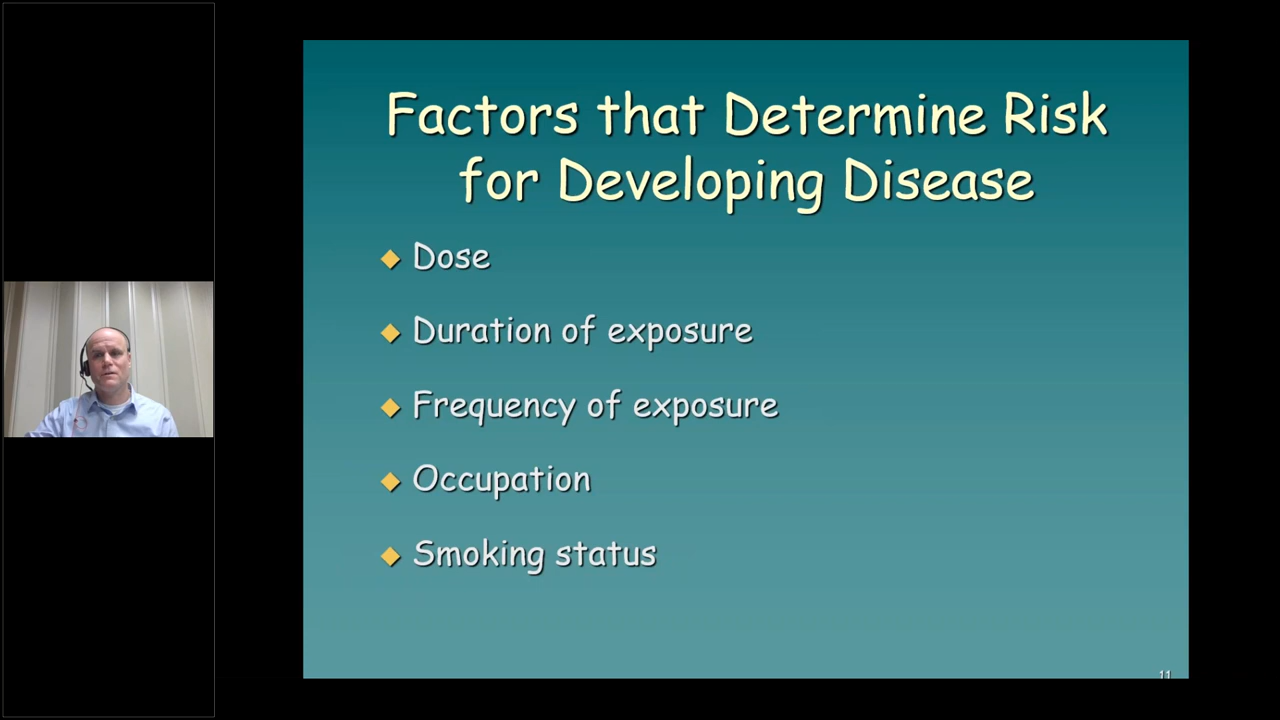 Factors that Determine Risk
for Developing Disease
Dose
Duration of exposure
Frequency of exposure
Occupation
Smoking status
11